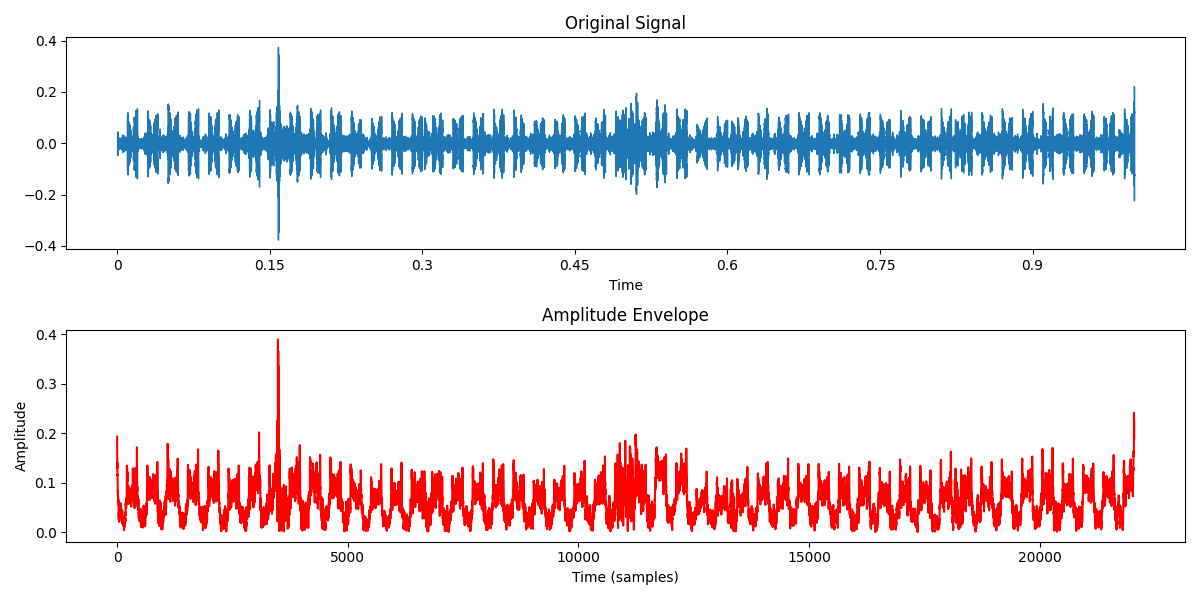 Original Signal
0.4
0.2
0.0
−0.2
−0.4
0 0.15 0.3 0.45 0.6 0.75 0.9
Time
Amplitude Envelope
Amplitude
0.4
0.3
0.2
0.1
0.0
0 5000 10000 15000 20000
Time (samples)